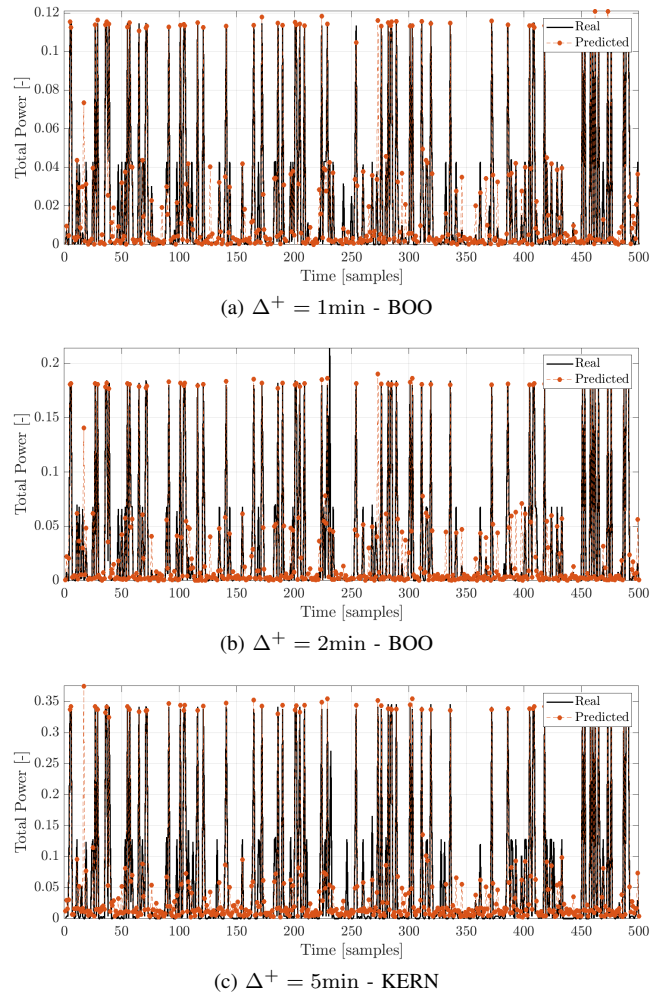 0.12
0.1
0.08
0.06
0.04
0.02
0
Total Power [-]
Real
Predicted
0 50 100 150 200 250 300 350 400 450 500
Time [samples]
(a) Δ⁺ = 1min - BOO
0.2
0.15
0.1
0.05
0
Total Power [-]
Real
Predicted
0 50 100 150 200 250 300 350 400 450 500
Time [samples]
(b) Δ⁺ = 2min - BOO
0.35
0.3
0.25
0.2
0.15
0.1
0.05
0
Total Power [-]
Real
Predicted
0 50 100 150 200 250 300 350 400 450 500
Time [samples]
(c) Δ⁺ = 5min - KERN